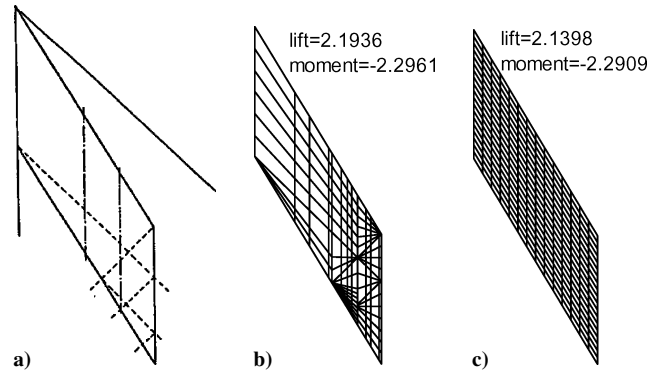 lift=2.1936
moment=-2.2961
lift=2.1398
moment=-2.2909
a)
b)
c)